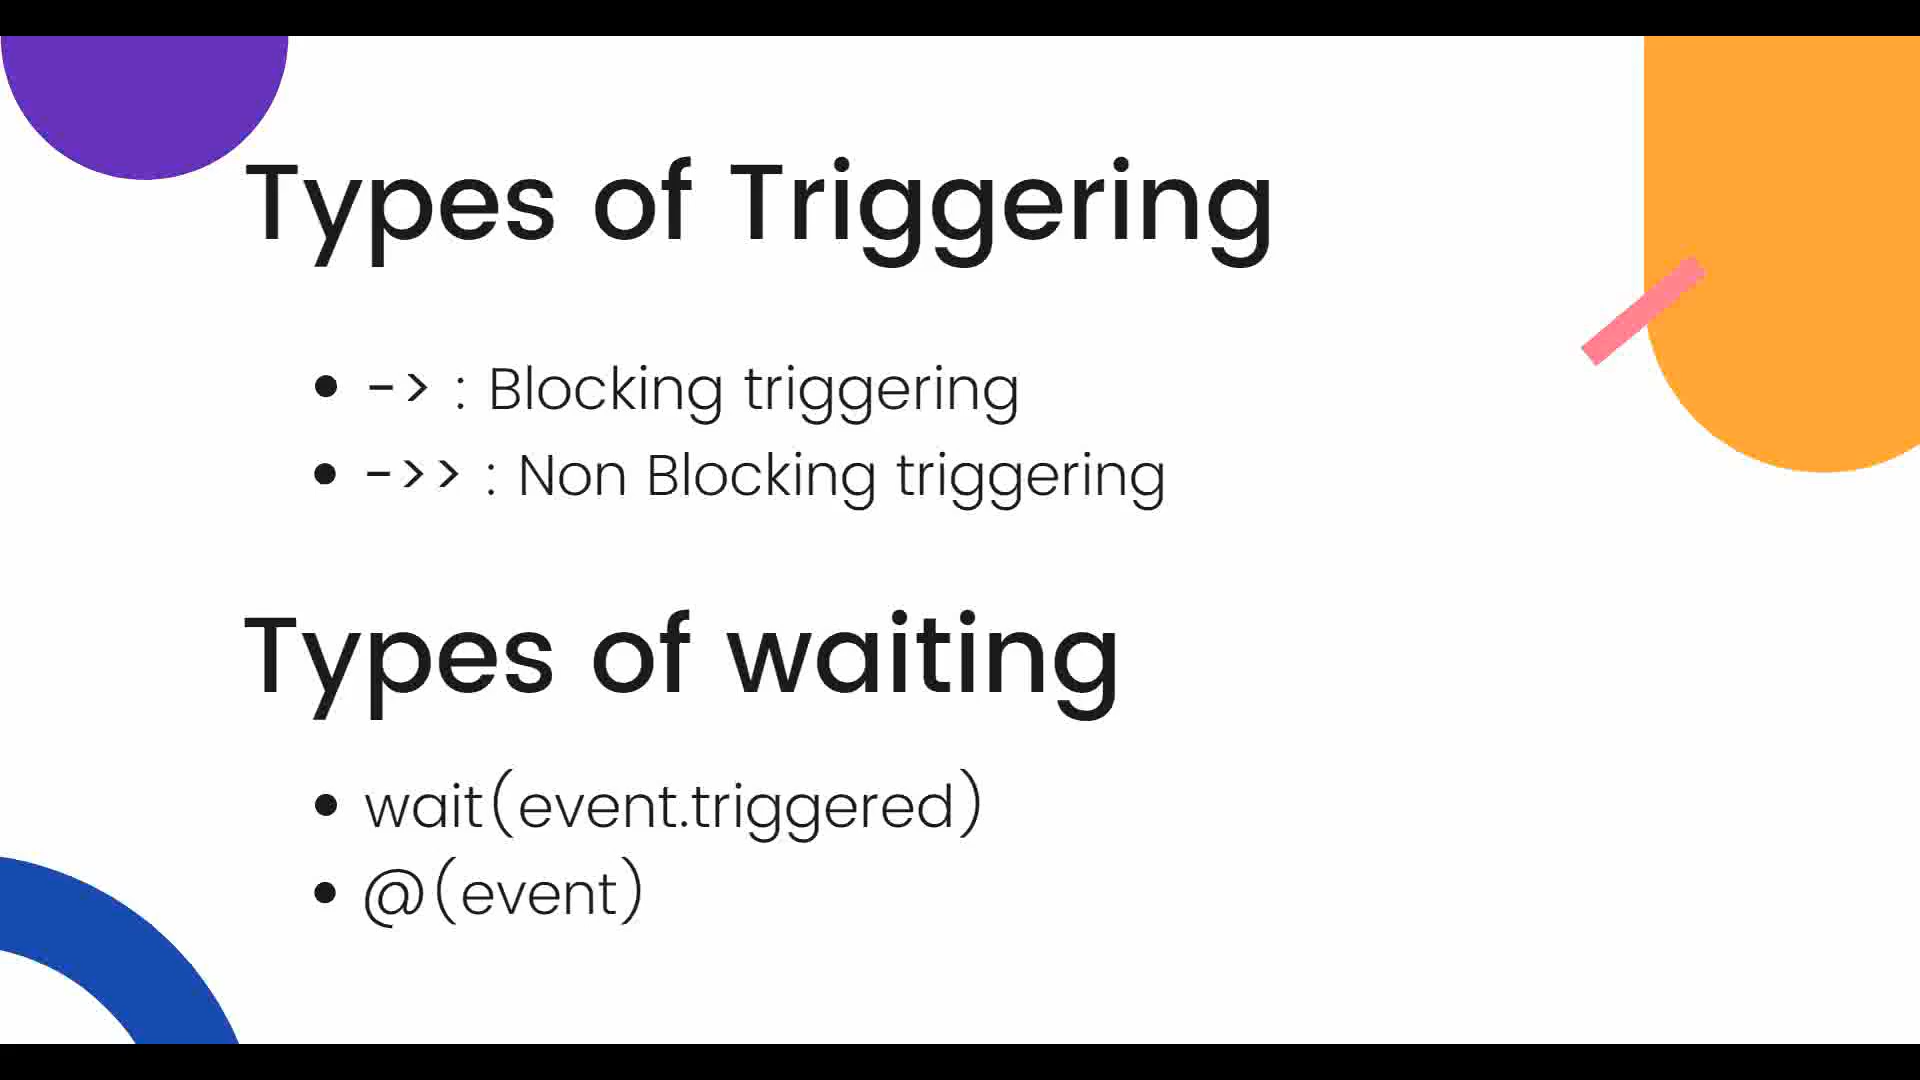 Types of Triggering
• -> : Blocking triggering
• ->> : Non Blocking triggering
Types of waiting
• wait(event.triggered)
• @(event)